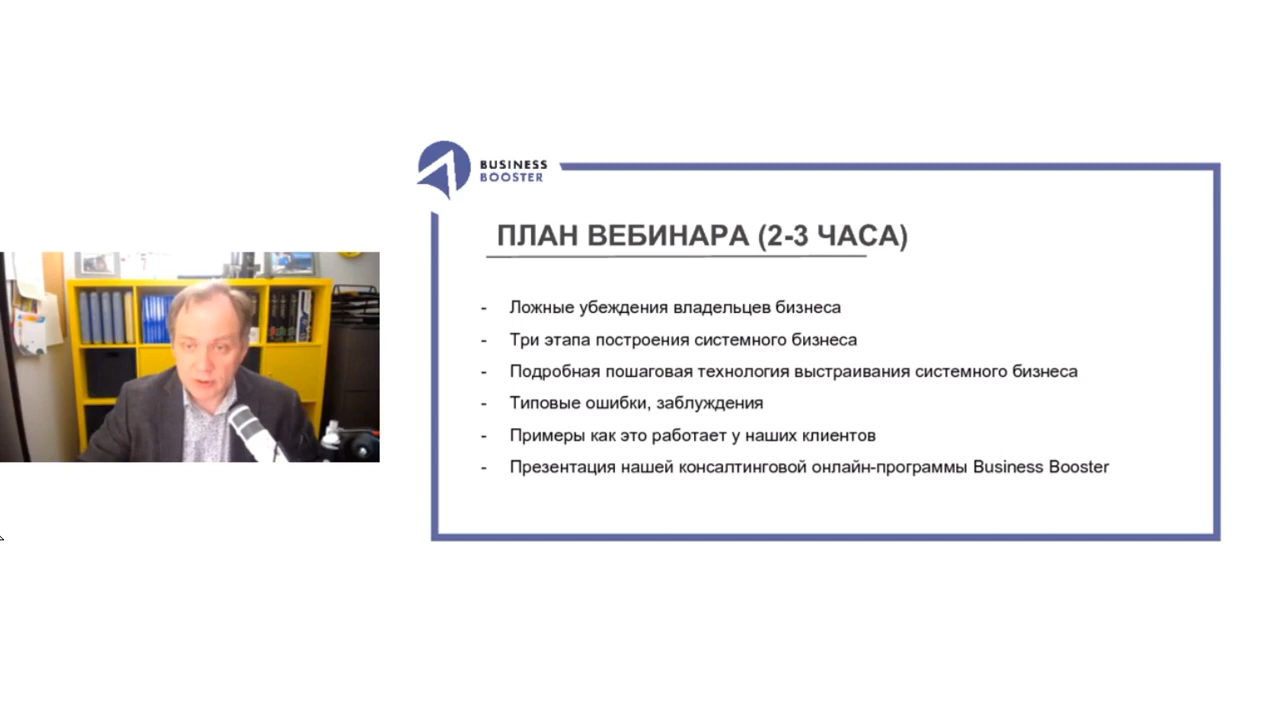 BUSINESS
BOOSTER
ПЛАН ВЕБИНАРА (2-3 ЧАСА)
- Ложные убеждения владельцев бизнеса
- Три этапа построения системного бизнеса
- Подробная пошаговая технология выстраивания системного бизнеса
- Типовые ошибки, заблуждения
- Примеры как это работает у наших клиентов
- Презентация нашей консалтинговой онлайн-программы Business Booster